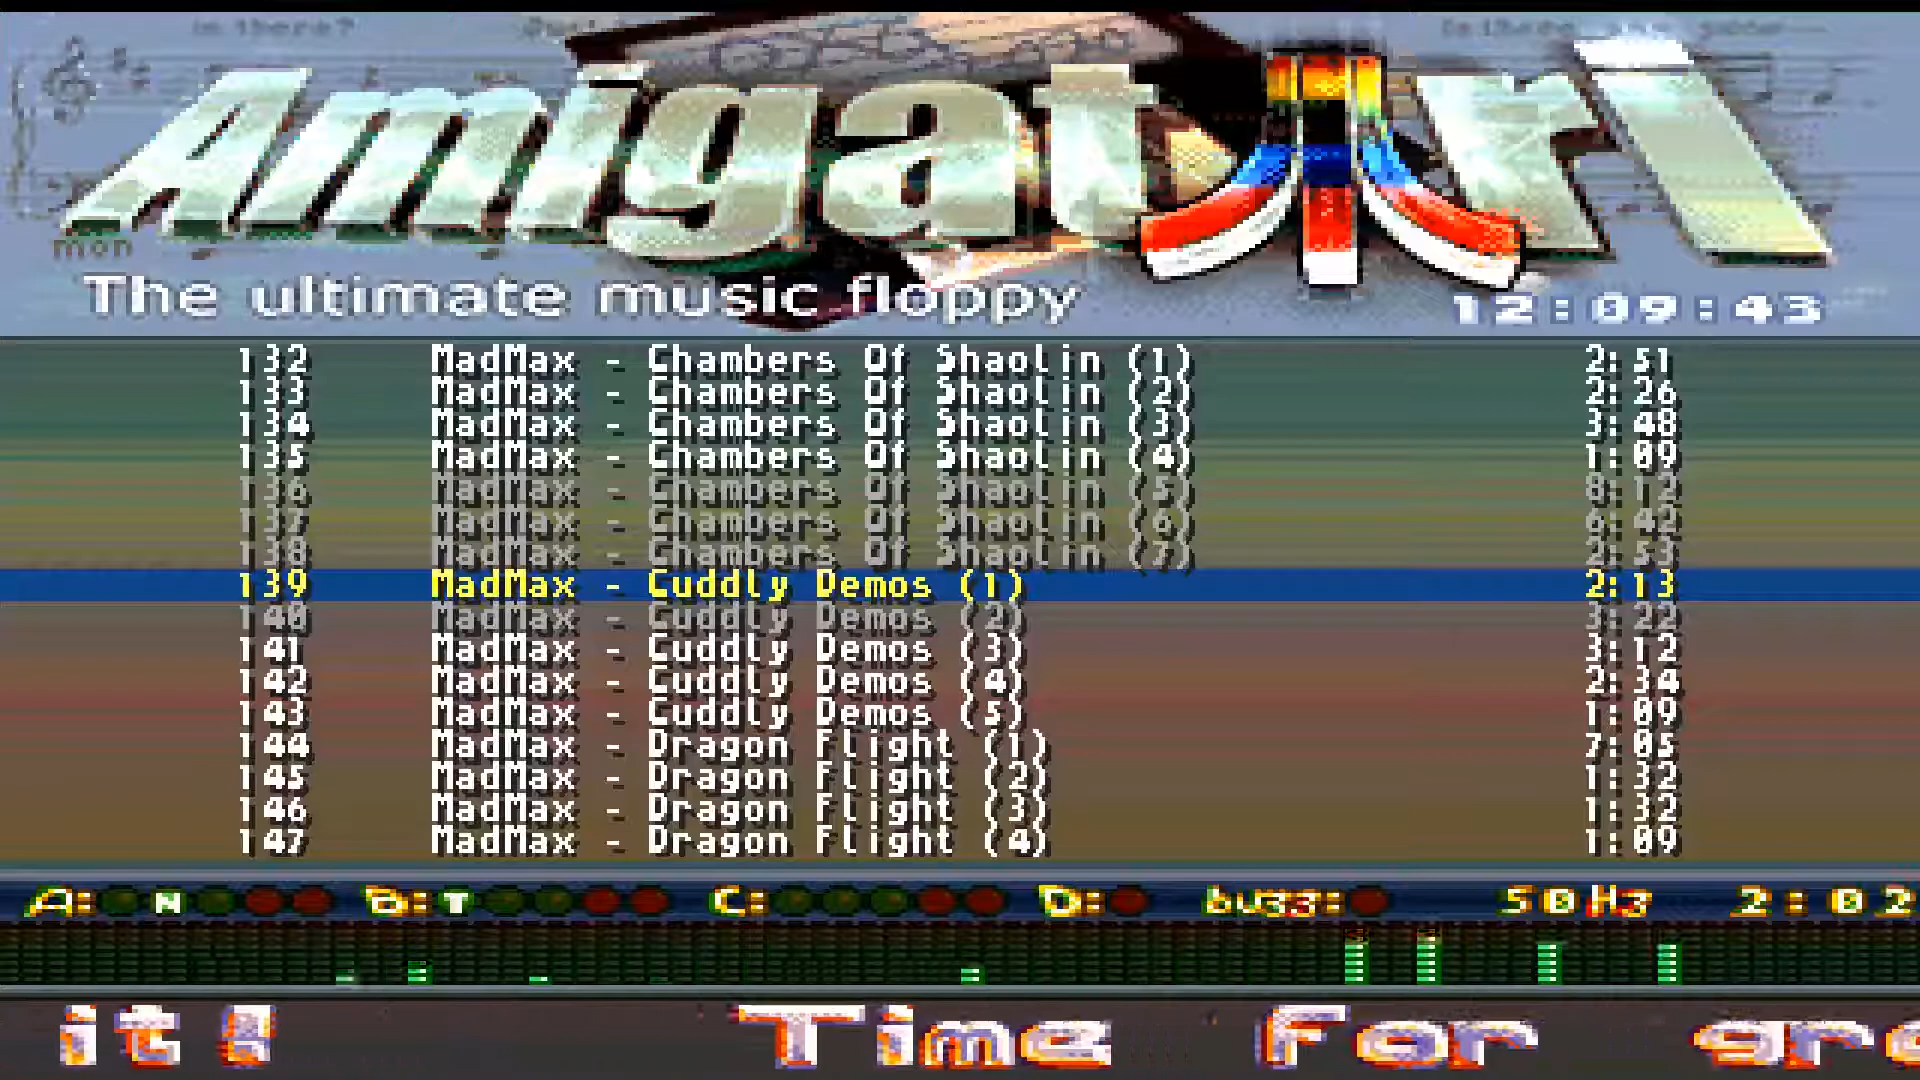 Amigatari
mon
The ultimate music floppy
12:09:43
132 MadMax - Chambers Of Shaolin (1) 2:51
133 MadMax - Chambers Of Shaolin (2) 2:26
134 MadMax - Chambers Of Shaolin (3) 3:48
135 MadMax - Chambers Of Shaolin (4) 1:09
136 MadMax - Chambers Of Shaolin (5) 8:12
137 MadMax - Chambers Of Shaolin (6) 6:42
138 MadMax - Chambers Of Shaolin (7) 2:53
139 MadMax - Cuddly Demos (1) 2:13
140 MadMax - Cuddly Demos (2) 3:22
141 MadMax - Cuddly Demos (3) 3:12
142 MadMax - Cuddly Demos (4) 2:34
143 MadMax - Cuddly Demos (5) 1:09
144 MadMax - Dragon Flight (1) 7:05
145 MadMax - Dragon Flight (2) 1:32
146 MadMax - Dragon Flight (3) 1:32
147 MadMax - Dragon Flight (4) 1:09
A: N B: T C: D: buzz: 50Hz 2:02
it! Time For gr